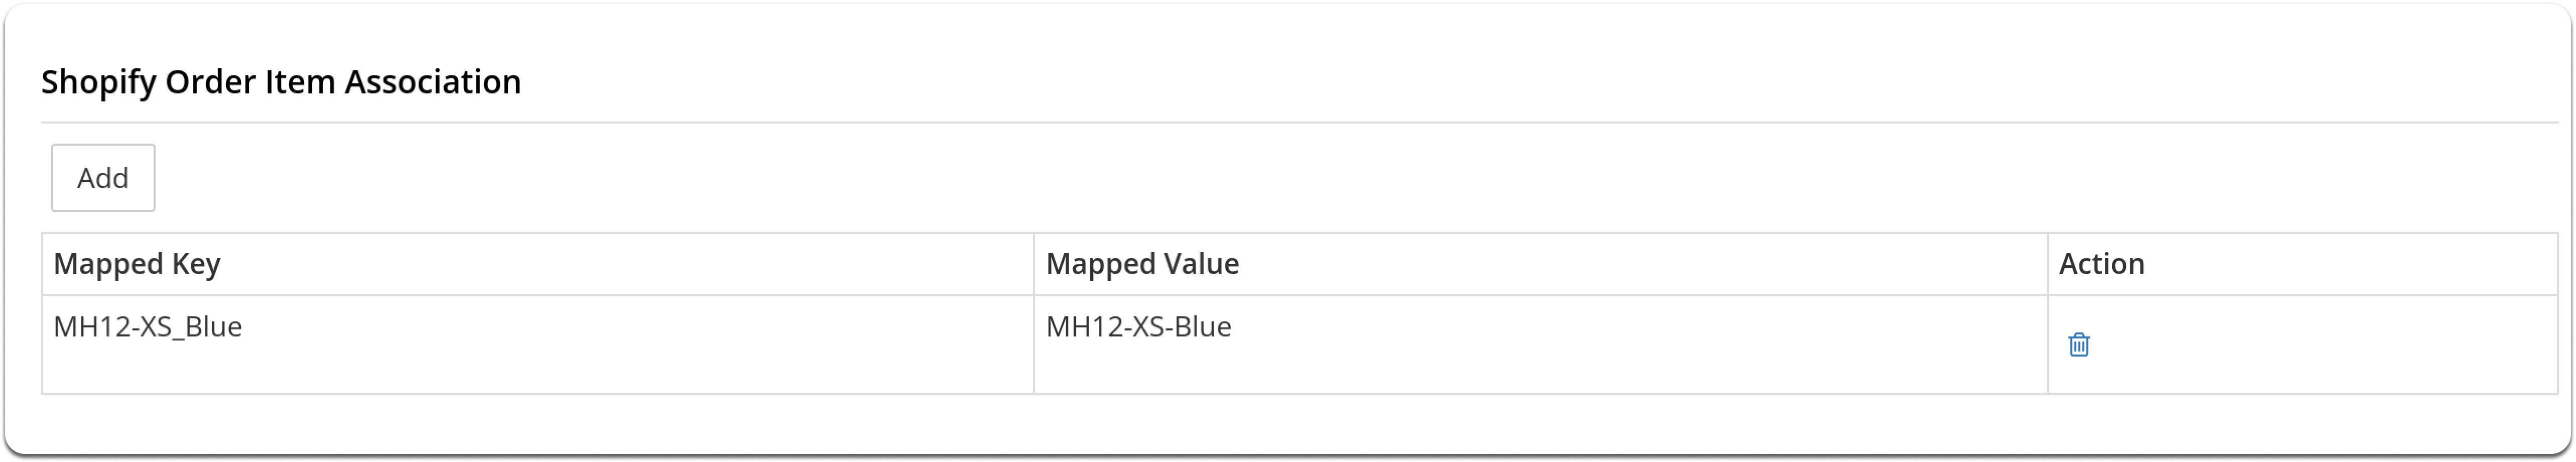 Shopify Order Item Association
Add
Mapped Key Mapped Value Action
MH12-XS_Blue MH12-XS-Blue